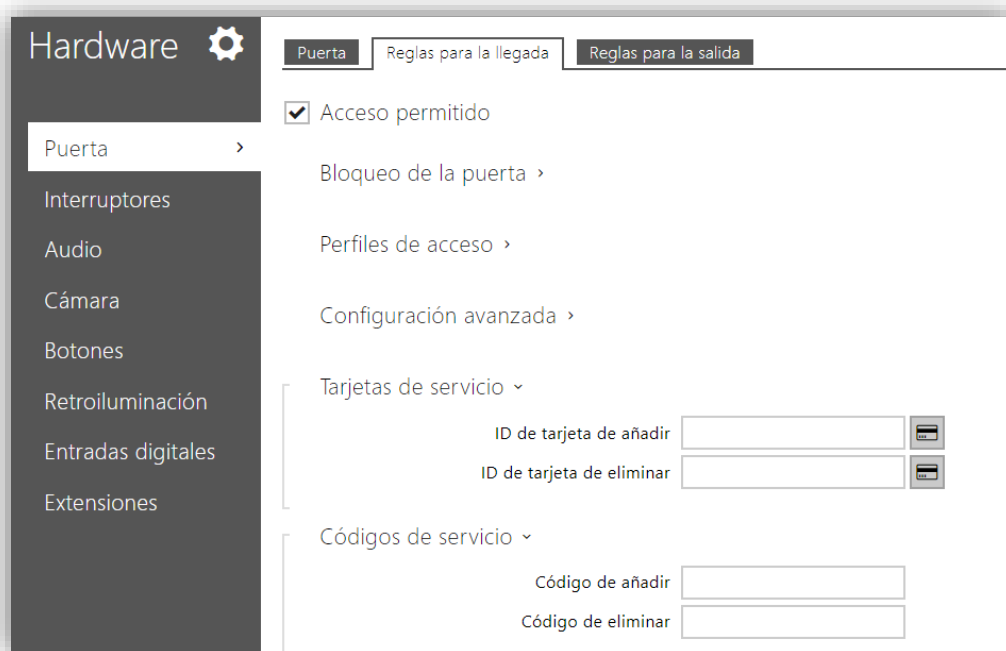 Hardware
Puerta
Interruptores
Audio
Cámara
Botones
Retroiluminación
Entradas digitales
Extensiones
Puerta
Reglas para la llegada
Reglas para la salida
Acceso permitido
Bloqueo de la puerta
Perfiles de acceso
Configuración avanzada
Tarjetas de servicio
ID de tarjeta de añadir
ID de tarjeta de eliminar
Códigos de servicio
Código de añadir
Código de eliminar